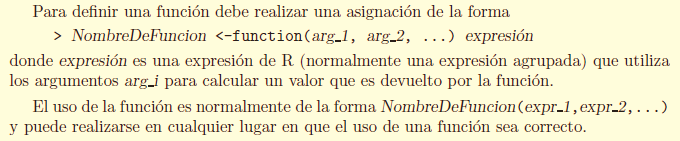 Para definir una función debe realizar una asignación de la forma
> NombreDeFuncion <-function(arg_1, arg_2, ...) expresión
donde expresión es una expresión de R (normalmente una expresión agrupada) que utiliza
los argumentos arg_i para calcular un valor que es devuelto por la función.
El uso de la función es normalmente de la forma NombreDeFuncion(expr_1,expr_2,...)
y puede realizarse en cualquier lugar en que el uso de una función sea correcto.